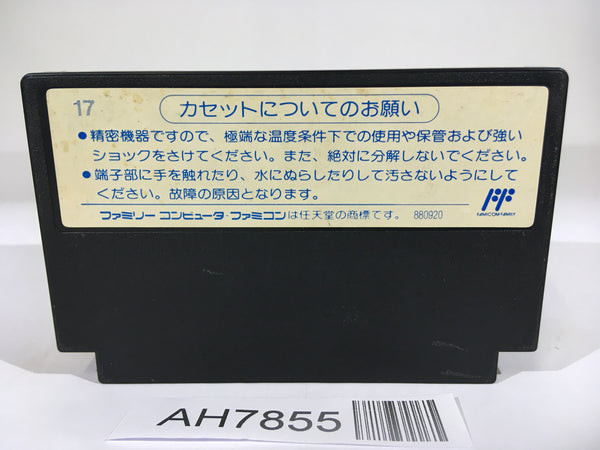 17
カセットについてのお願い
●精密機器ですので、極端な温度条件下での使用や保管および強い
ショックをさけてください。また、絶対に分解しないでください。
●端子部に手を触れたり、水にぬらしたりして汚さないようにして
ください。故障の原因となります。
ファミリーコンピュータ・ファミコンは任天堂の商標です。 880920
FAMICOM FAMILY
AH7855